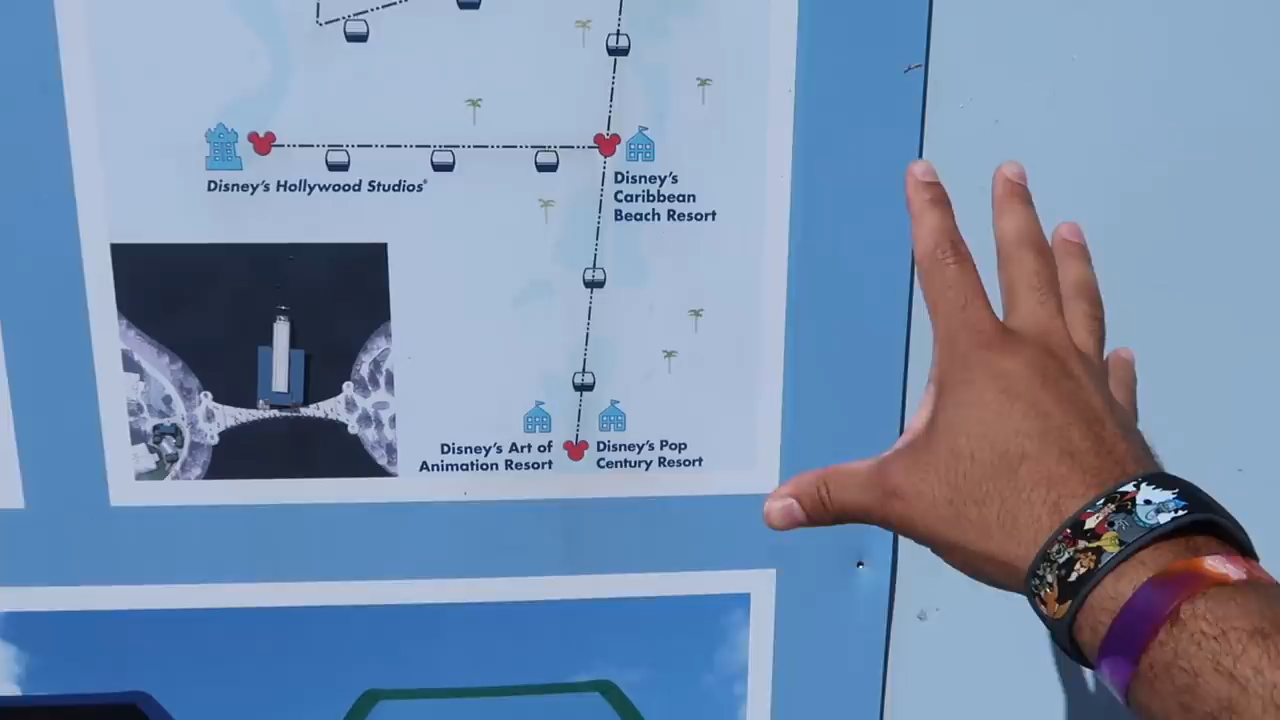 Disney's Hollywood Studios®
Disney's
Caribbean
Beach Resort
Disney's Art of
Animation Resort
Disney's Pop
Century Resort